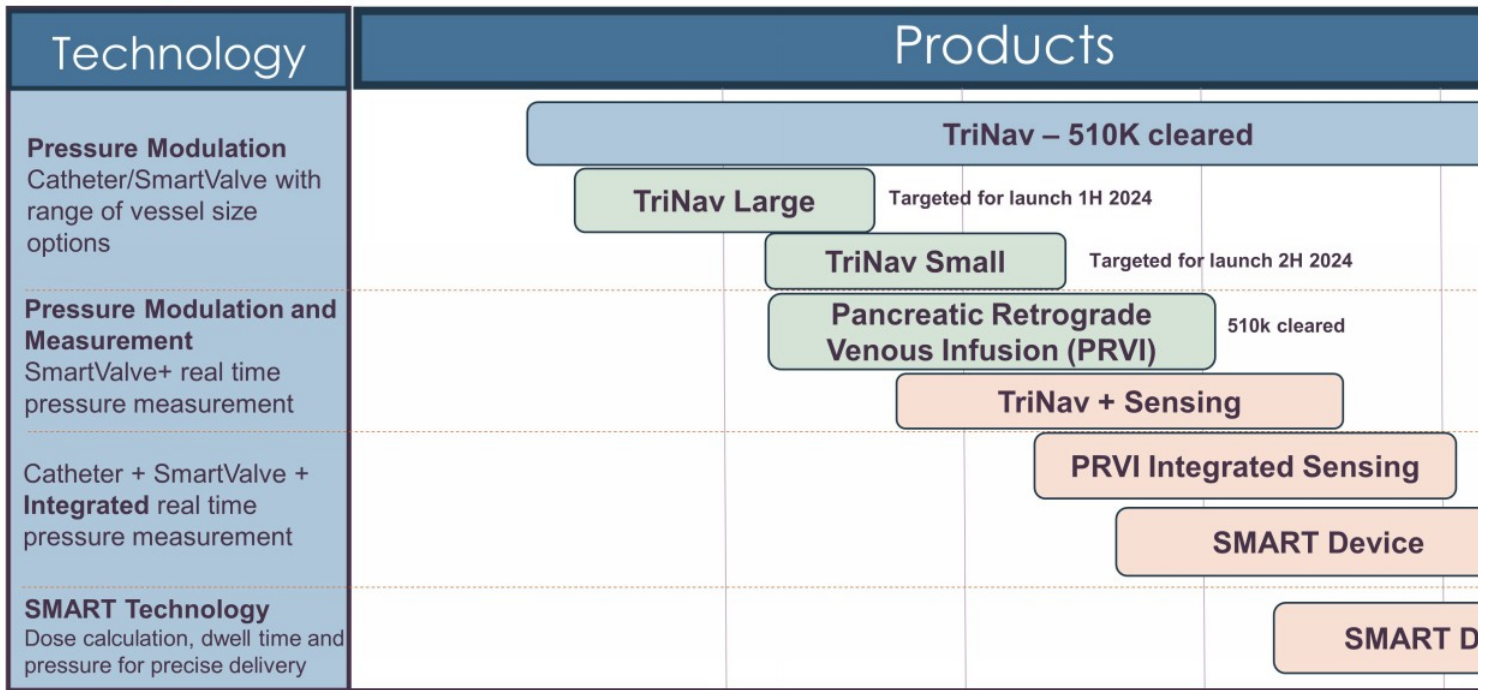 Technology
Products
Pressure Modulation
Catheter/SmartValve with
range of vessel size
options
TriNav – 510K cleared
TriNav Large
Targeted for launch 1H 2024
TriNav Small
Targeted for launch 2H 2024
Pressure Modulation and
Measurement
SmartValve+ real time
pressure measurement
Pancreatic Retrograde
Venous Infusion (PRVI)
510k cleared
TriNav + Sensing
Catheter + SmartValve +
Integrated real time
pressure measurement
PRVI Integrated Sensing
SMART Device
SMART Technology
Dose calculation, dwell time and
pressure for precise delivery
SMART D